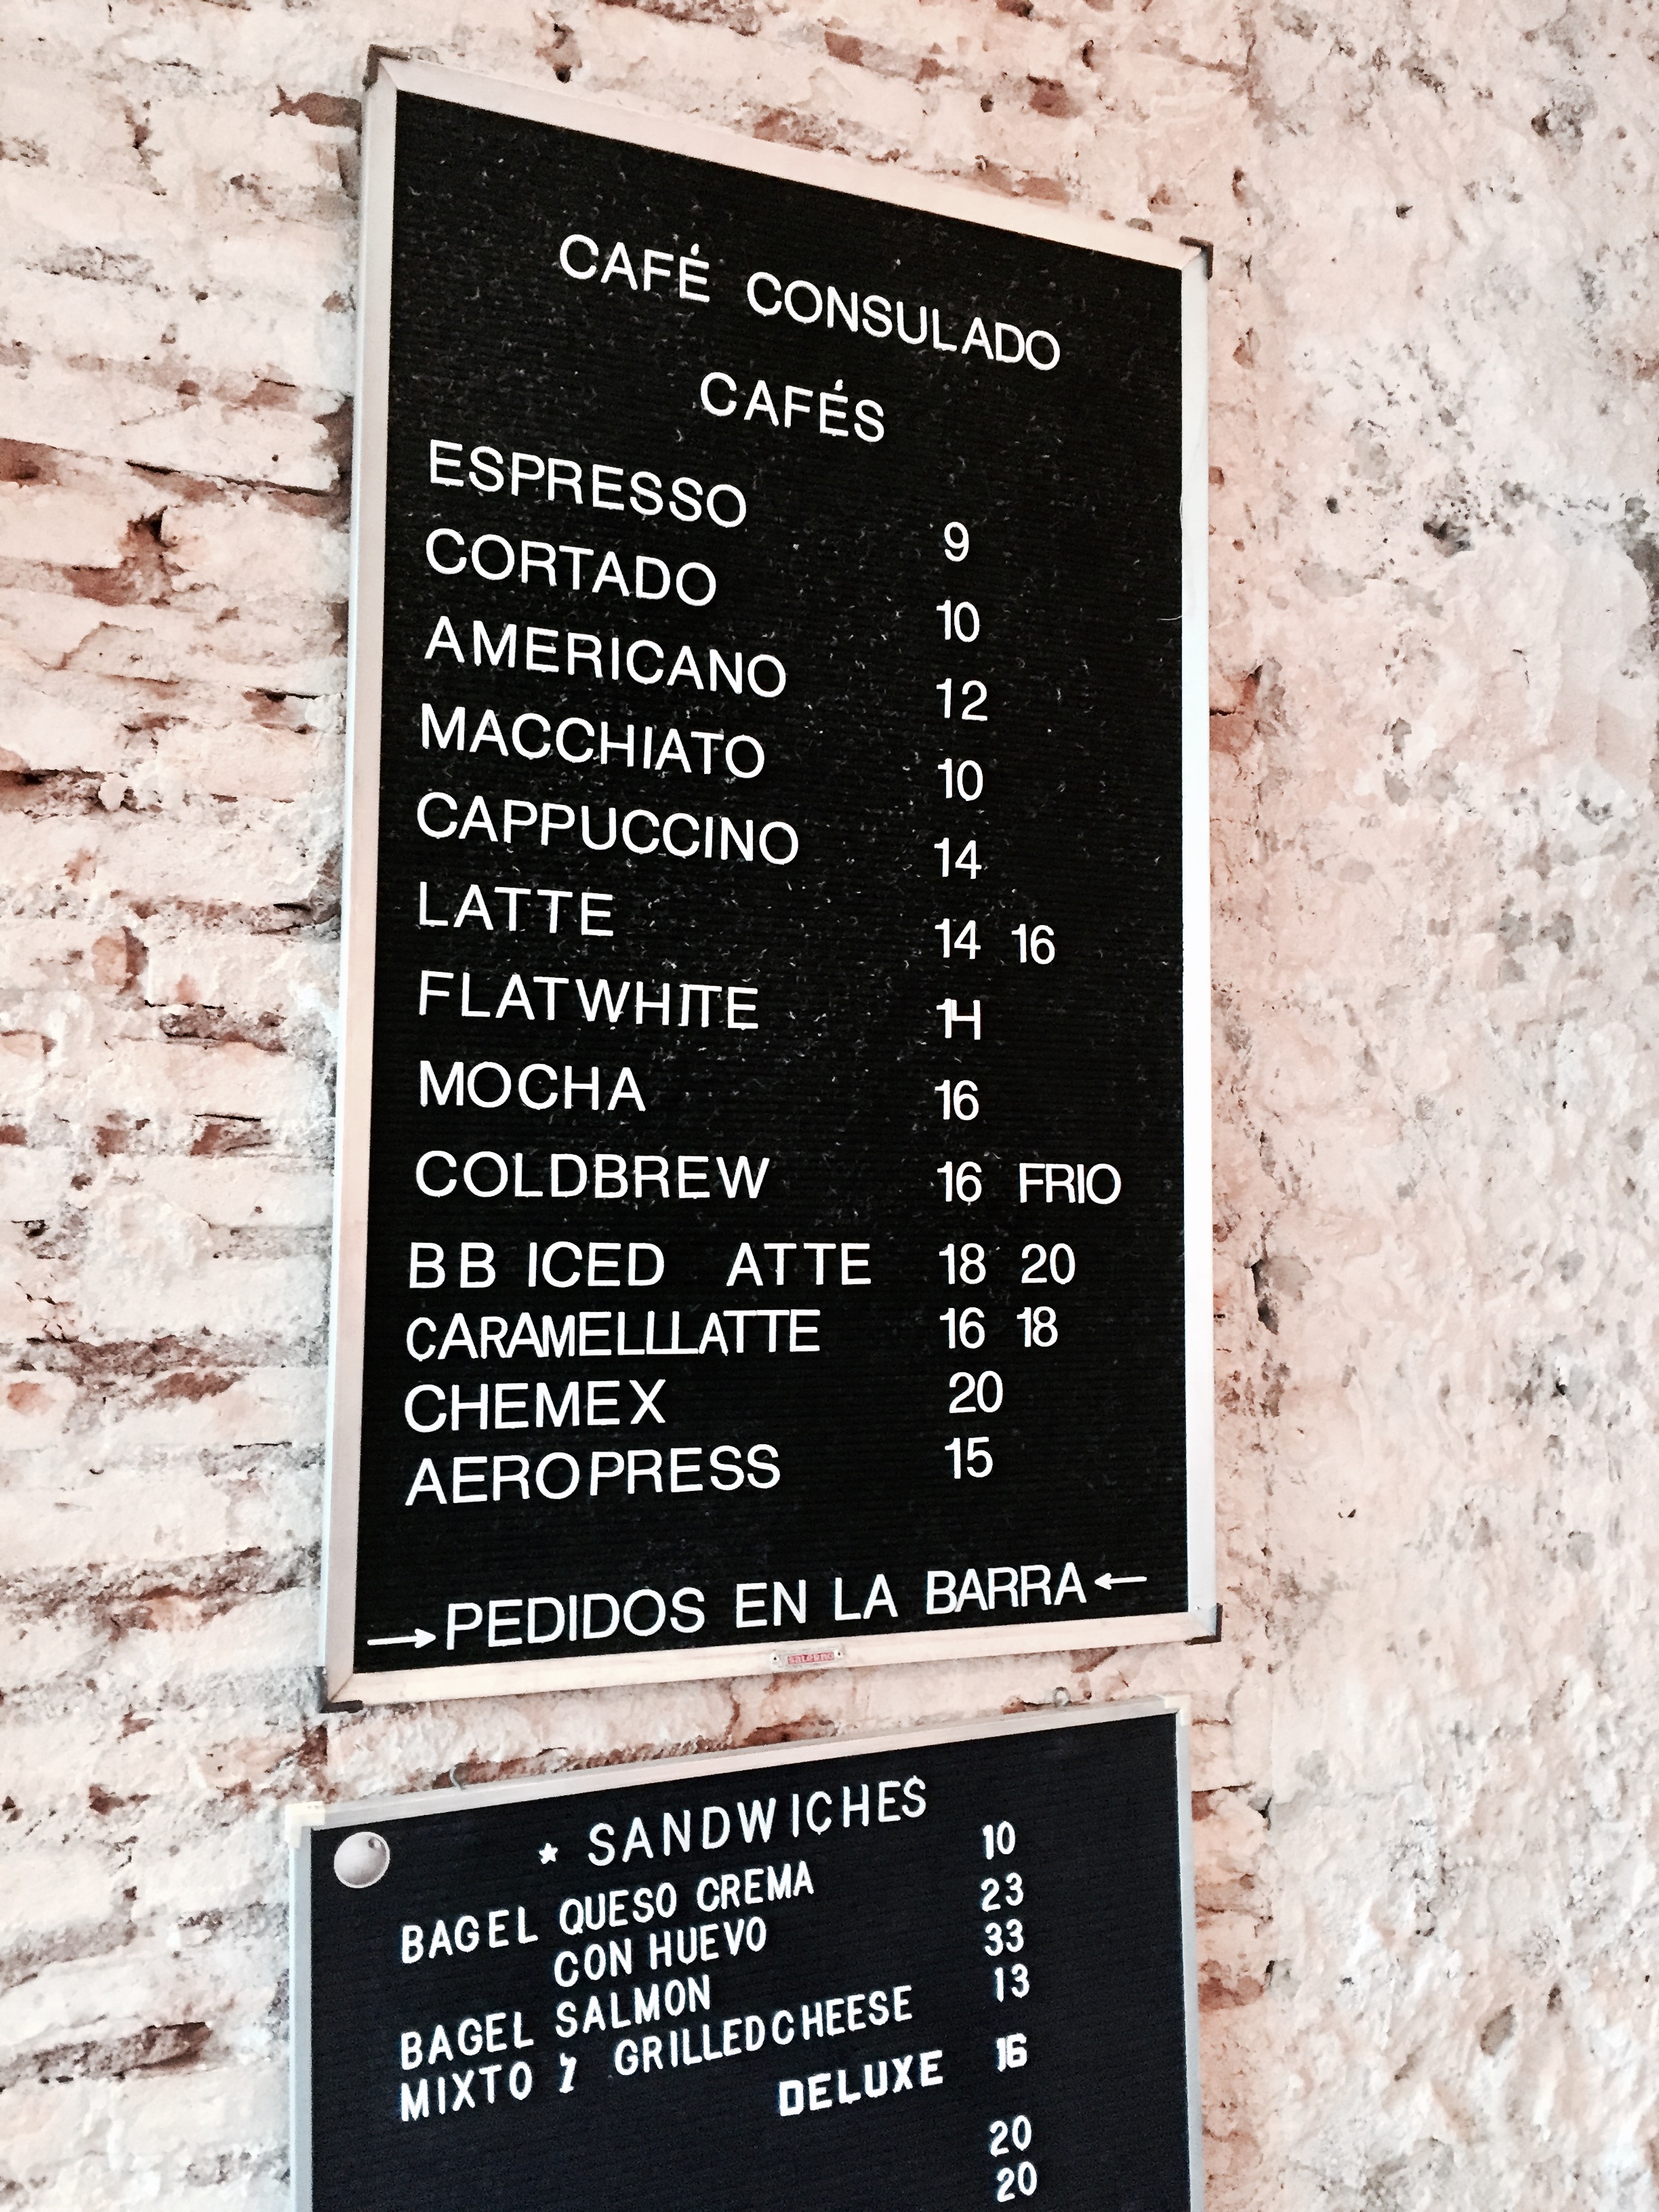 CAFÉ CONSULADO
CAFÉS
ESPRESSO 9
CORTADO 10
AMERICANO 12
MACCHIATO 10
CAPPUCCINO 14
LATTE 14 16
FLATWHITE 1H
MOCHA 16
COLDBREW 16 FRIO
BB ICED ATTE 18 20
CARAMELLLATTE 16 18
CHEMEX 20
AEROPRESS 15
→PEDIDOS EN LA BARRA←
* SANDWICHES
BAGEL QUESO CREMA 10
CON HUEVO 23
BAGEL SALMON 33
MIXTO GRILLEDCHEESE 13
DELUXE 16
20
20